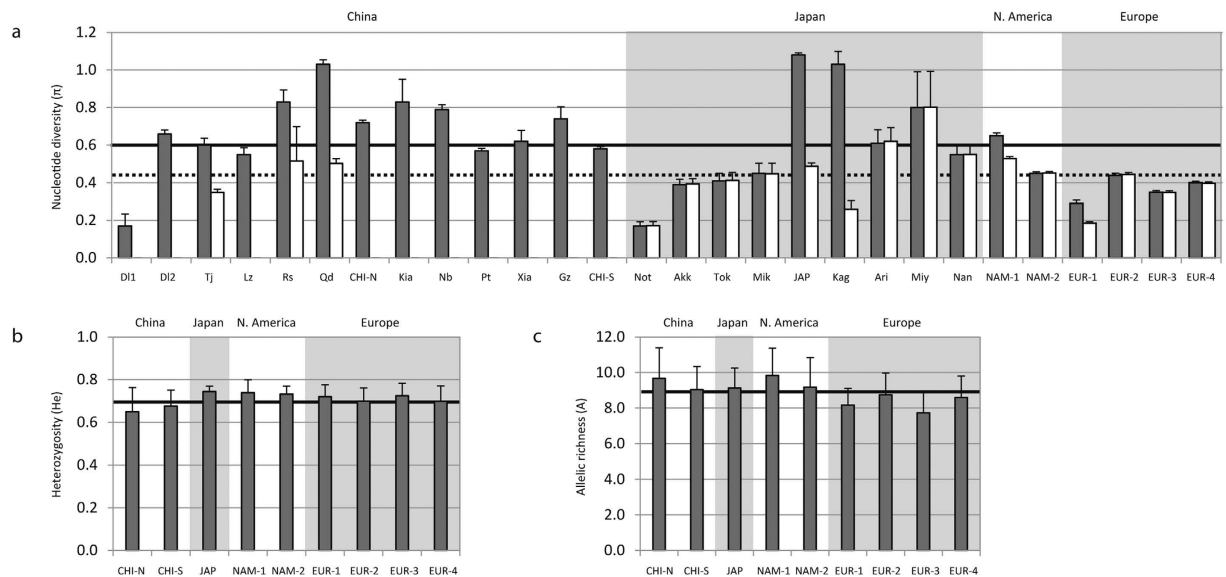 China Japan N. America Europe
a
Nucleotide diversity (π)
1.2
1.0
0.8
0.6
0.4
0.2
0.0
Dl1 Dl2 Tj Lz Rs Qd CHI-N Kia Nb Pt Xia Gz CHI-S Not Akk Tok Mik JAP Kag Ari Miy Nan NAM-1 NAM-2 EUR-1 EUR-2 EUR-3 EUR-4
b
China Japan N. America Europe
Heterozygosity (He)
1.0
0.8
0.6
0.4
0.2
0.0
CHI-N CHI-S JAP NAM-1 NAM-2 EUR-1 EUR-2 EUR-3 EUR-4
c
China Japan N. America Europe
Allelic richness (A)
12.0
10.0
8.0
6.0
4.0
2.0
0.0
CHI-N CHI-S JAP NAM-1 NAM-2 EUR-1 EUR-2 EUR-3 EUR-4